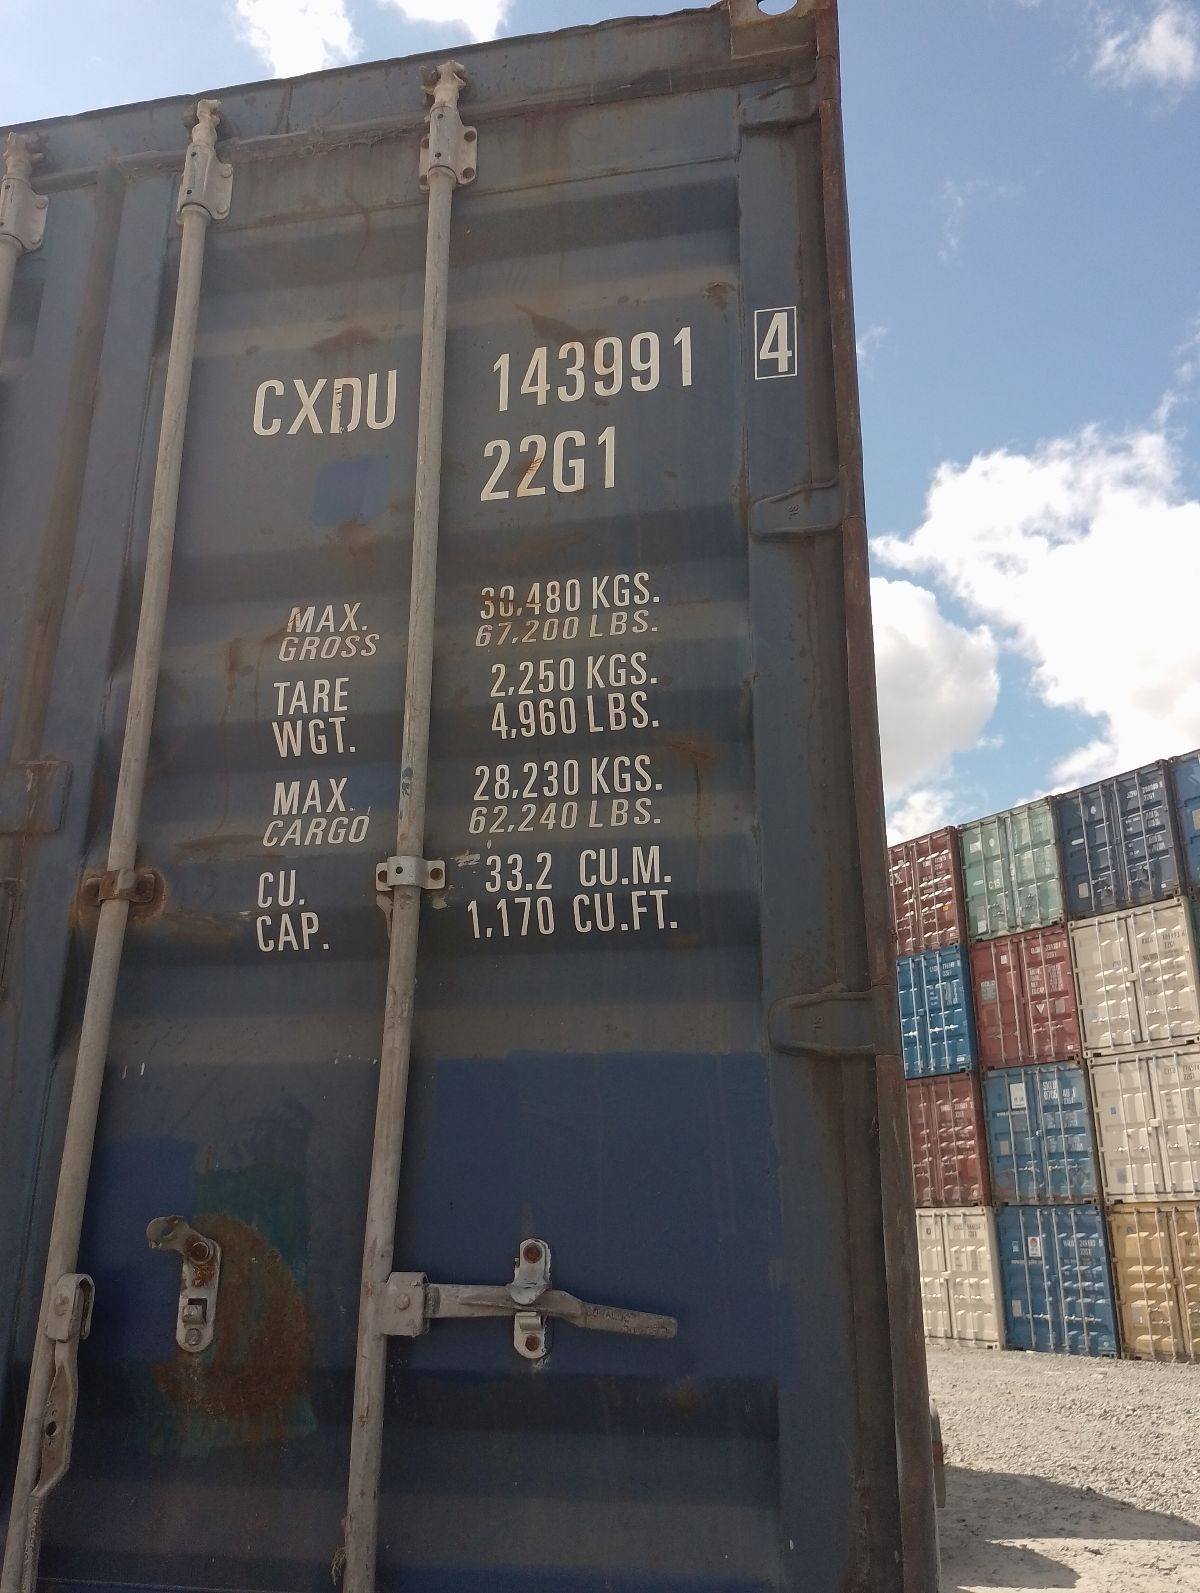 CXDU 143991 4
22G1
MAX. 30,480 KGS.
GROSS 67,200 LBS.
TARE 2,250 KGS.
WGT. 4,960 LBS.
MAX. 28,230 KGS.
CARGO 62,240 LBS.
CU. 33.2 CU.M.
CAP. 1,170 CU.FT.